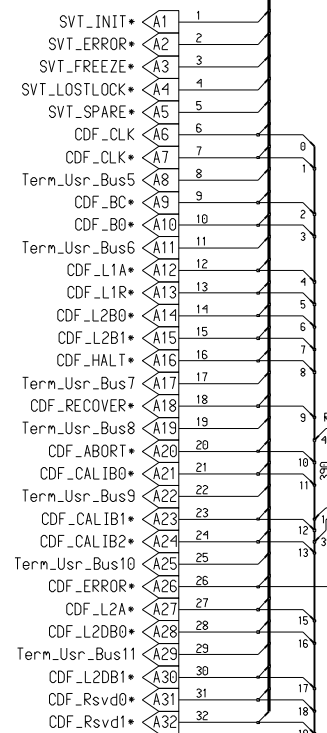 SVT_INIT* A1 1
SVT_ERROR* A2 2
SVT_FREEZE* A3 3
SVT_LOSTLOCK* A4 4
SVT_SPARE* A5 5
CDF_CLK A6 6 0
CDF_CLK* A7 7 1
Term_Usr_Bus5 A8 8
CDF_BC* A9 9 2
CDF_B0* A10 10 3
Term_Usr_Bus6 A11 11
CDF_L1A* A12 12 4
CDF_L1R* A13 13 5
CDF_L2B0* A14 14 6
CDF_L2B1* A15 15 7
CDF_HALT* A16 16 8
Term_Usr_Bus7 A17 17
CDF_RECOVER* A18 18 9 R
Term_Usr_Bus8 A19 19 4
CDF_ABORT* A20 20 10
CDF_CALIB0* A21 21 11 390
Term_Usr_Bus9 A22 22
CDF_CALIB1* A23 23 12 1
CDF_CALIB2* A24 24 13 3
Term_Usr_Bus10 A25 25
CDF_ERROR* A26 26
CDF_L2A* A27 27 15
CDF_L2DB0* A28 28 16
Term_Usr_Bus11 A29 29
CDF_L2DB1* A30 30 17
CDF_Rsvd0* A31 31 18
CDF_Rsvd1* A32 32